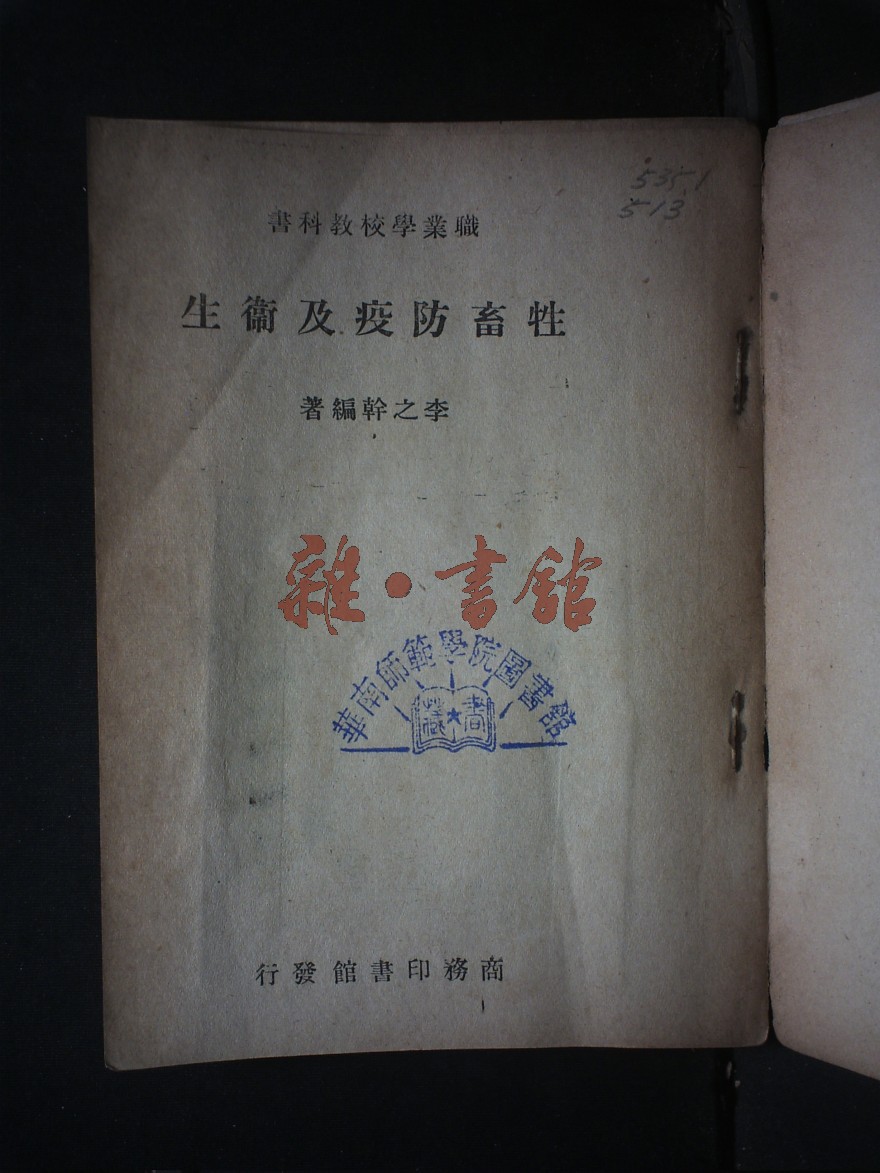 535.1
513
職業學校教科書
牲畜防疫及衞生
李之幹編著
雜·書館
華南師範學院圖書館
藏書
商務印書館發行